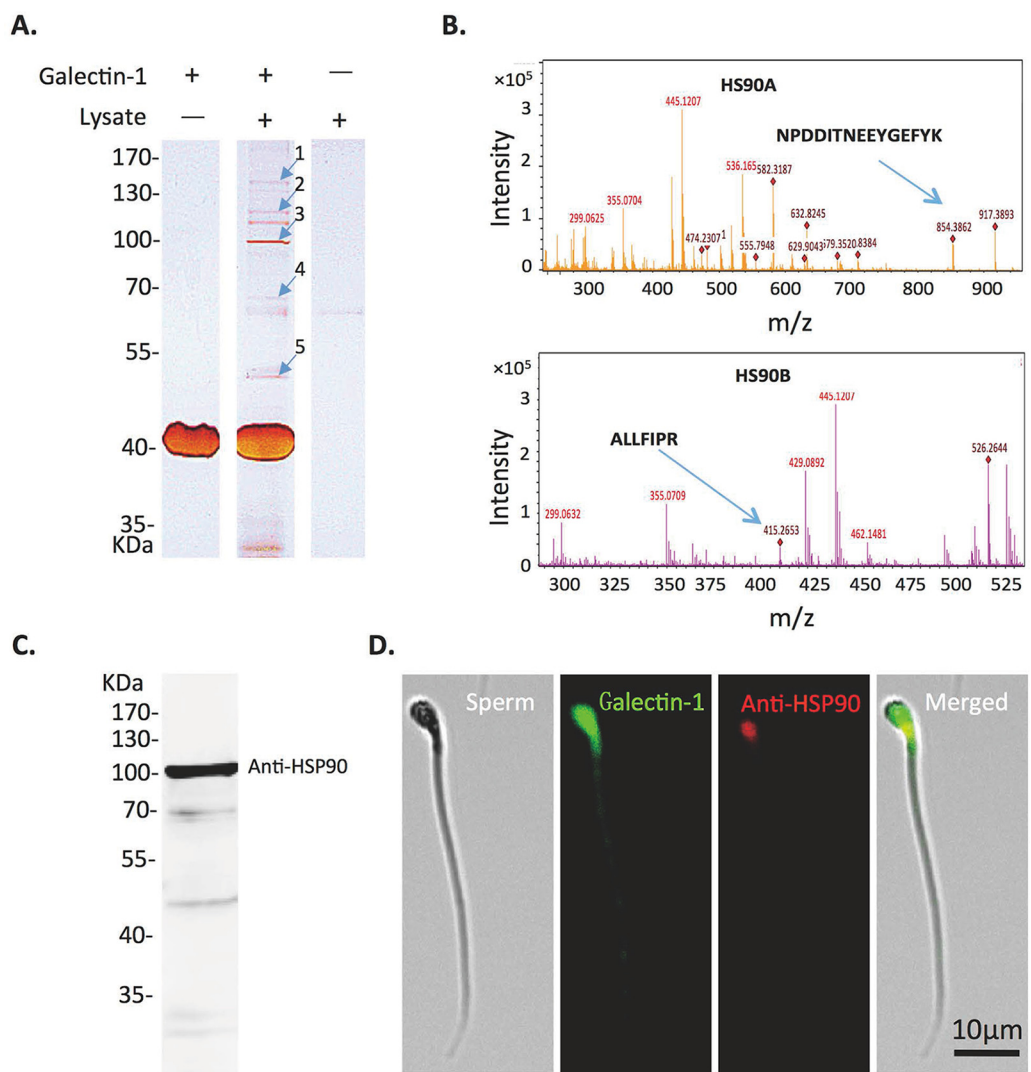 A.
Galectin-1 + + —
Lysate — + +
170-
130-
100-
70-
55-
40-
35-
KDa
1
2
3
4
5
B.
×10⁵
HS90A
3
2
1
0
Intensity
299.0625
355.0704
445.1207
474.2307
1
536.165
555.7948
582.3187
629.9043
632.8245
579.3520
.8384
854.3862
917.3893
NPDDITNEEYGEFYK
300 400 500 600 700 800 900
m/z
×10⁵
HS90B
3
2
1
0
Intensity
ALLFIPR
299.0632
355.0709
415.2653
429.0892
445.1207
462.1481
526.2644
300 325 350 375 400 425 450 475 500 525
m/z
C.
KDa
170-
130-
100-
70-
55-
40-
35-
Anti-HSP90
D.
Sperm
Galectin-1
Anti-HSP90
Merged
10µm